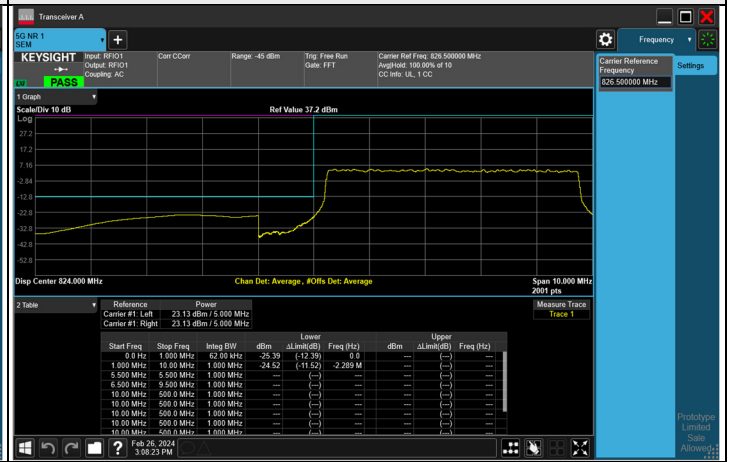 Transceiver A
5G NR 1
SEM
Frequency
KEYSIGHT
LXI
PASS
Input: RFIO1
Output: RFIO1
Coupling: AC
Corr CCorr
Range: -45 dBm
Trig: Free Run
Gate: FFT
Carrier Ref Freq: 826.500000 MHz
Avg|Hold: 100.00% of 10
CC Info: UL, 1 CC
Carrier Reference
Frequency
826.500000 MHz
Settings
1 Graph
Scale/Div 10 dB
Ref Value 37.2 dBm
Log
27.2
17.2
7.16
-2.84
-12.8
-22.8
-32.8
-42.8
-52.8
Disp Center 824.000 MHz
Chan Det: Average , #Offs Det: Average
Span 10.000 MHz
2001 pts
2 Table
Reference Power
Carrier #1: Left 23.13 dBm / 5.000 MHz
Carrier #1: Right 23.13 dBm / 5.000 MHz
Measure Trace
Trace 1
Lower Upper
Start Freq Stop Freq Integ BW dBm ΔLimit(dB) Freq (Hz) dBm ΔLimit(dB) Freq (Hz)
0.0 Hz 1.000 MHz 62.00 kHz -25.39 (-12.39) 0.0 --- (---) ---
1.000 MHz 10.00 MHz 1.000 MHz -24.52 (-11.52) -2.289 M --- (---) ---
5.500 MHz 5.500 MHz 1.000 MHz --- (---) --- --- (---) ---
6.500 MHz 9.500 MHz 1.000 MHz --- (---) --- --- (---) ---
10.00 MHz 500.0 MHz 1.000 MHz --- (---) --- --- (---) ---
10.00 MHz 500.0 MHz 1.000 MHz --- (---) --- --- (---) ---
10.00 MHz 500.0 MHz 1.000 MHz --- (---) --- --- (---) ---
10.00 MHz 500.0 MHz 1.000 MHz --- (---) --- --- (---) ---
Prototype
Limited
Sale
Allowed
?
Feb 26, 2024
3:08:23 PM